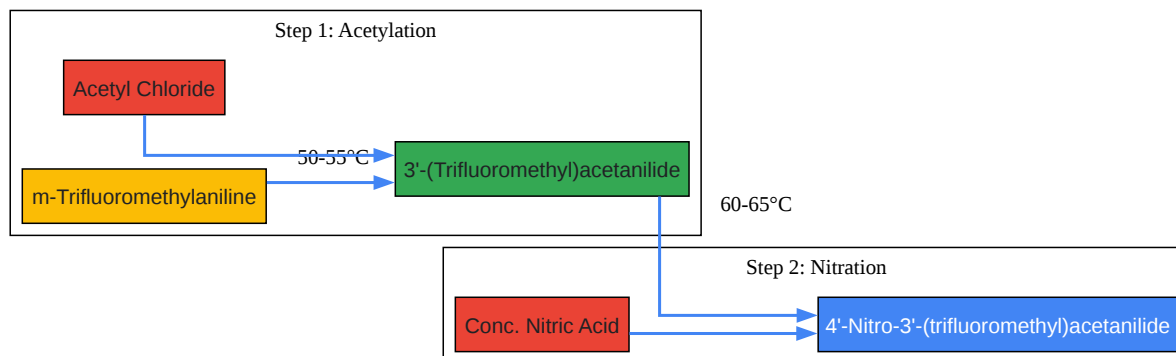 Step 1: Acetylation
Acetyl Chloride
50-55°C
3'-(Trifluoromethyl)acetanilide
m-Trifluoromethylaniline
60-65°C
Step 2: Nitration
Conc. Nitric Acid
4'-Nitro-3'-(trifluoromethyl)acetanilide